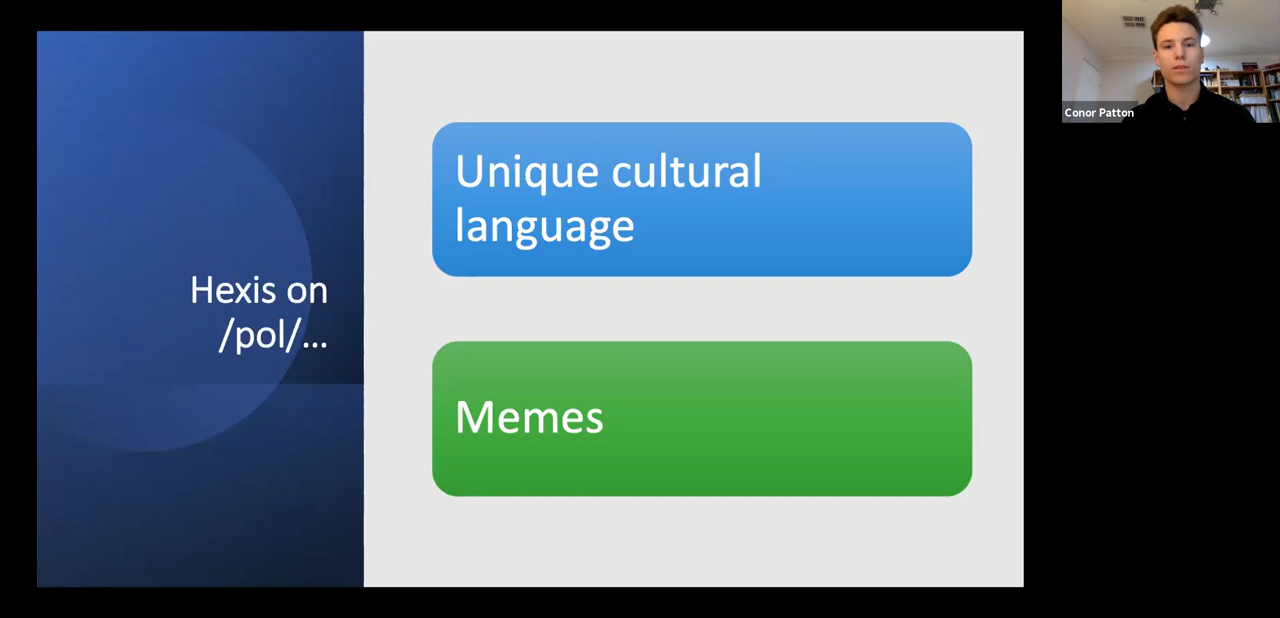 Hexis on
/pol/...
Unique cultural
language
Memes
Conor Patton